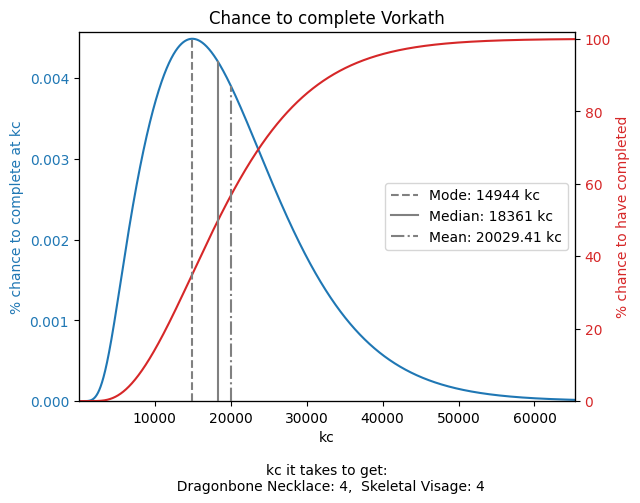 Chance to complete Vorkath
% chance to complete at kc
0.004
0.003
0.002
0.001
0.000
100
80
60
40
20
0
% chance to have completed
Mode: 14944 kc
Median: 18361 kc
Mean: 20029.41 kc
10000 20000 30000 40000 50000 60000
kc
kc it takes to get:
Dragonbone Necklace: 4,  Skeletal Visage: 4